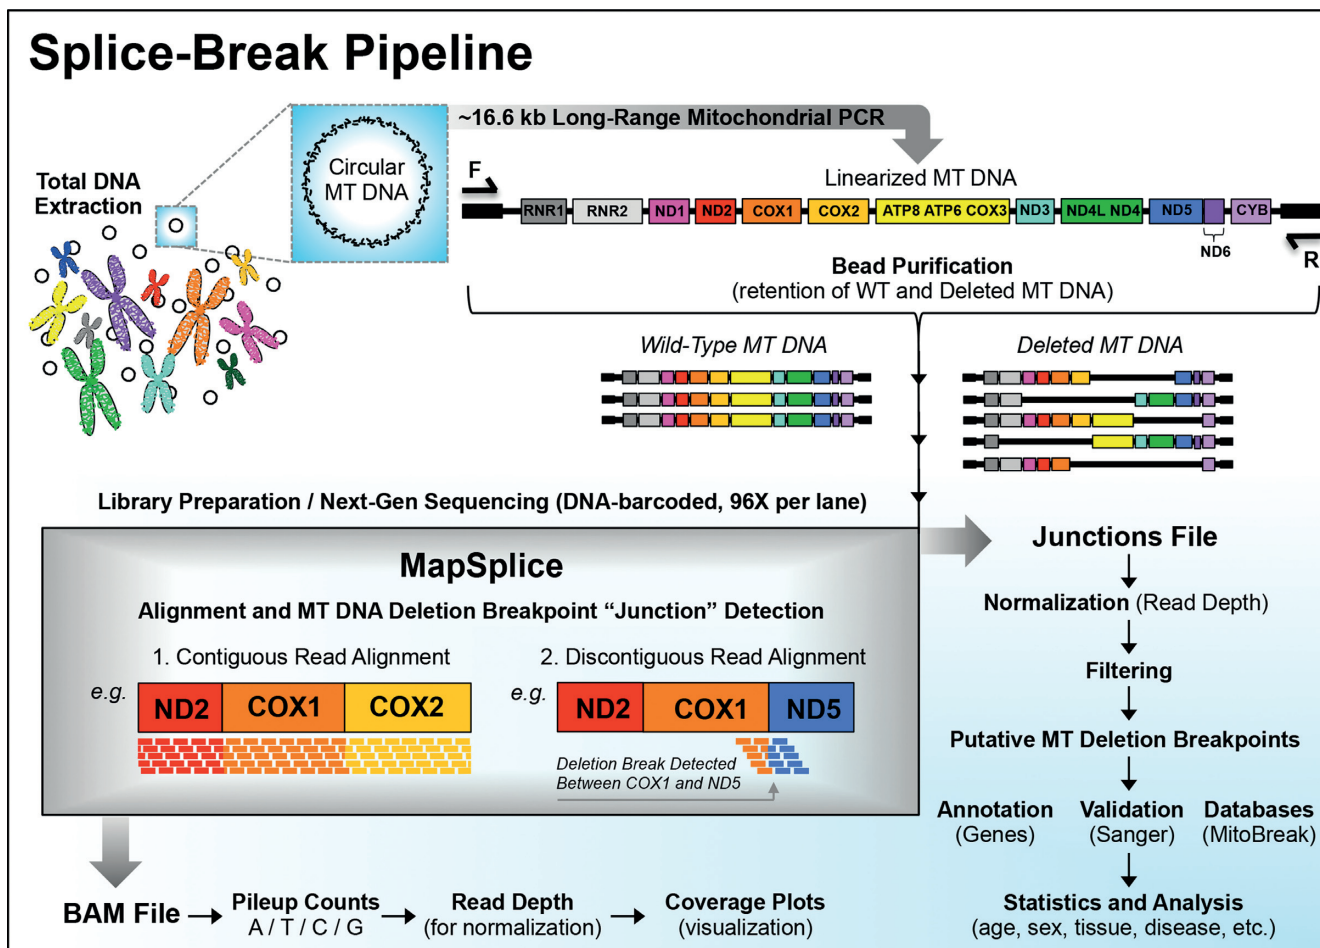 Splice-Break Pipeline
~16.6 kb Long-Range Mitochondrial PCR
Circular
MT DNA
Total DNA
Extraction
F
Linearized MT DNA
RNR1 RNR2 ND1 ND2 COX1 COX2 ATP8 ATP6 COX3 ND3 ND4L ND4 ND5 CYB
ND6
R
Bead Purification
(retention of WT and Deleted MT DNA)
Wild-Type MT DNA
Deleted MT DNA
Library Preparation / Next-Gen Sequencing (DNA-barcoded, 96X per lane)
MapSplice
Alignment and MT DNA Deletion Breakpoint “Junction” Detection
1. Contiguous Read Alignment
e.g.
ND2 COX1 COX2
2. Discontiguous Read Alignment
e.g.
ND2 COX1 ND5
Deletion Break Detected
Between COX1 and ND5
Junctions File
Normalization (Read Depth)
Filtering
Putative MT Deletion Breakpoints
Annotation
(Genes)
Validation
(Sanger)
Databases
(MitoBreak)
Statistics and Analysis
(age, sex, tissue, disease, etc.)
BAM File
Pileup Counts
A / T / C / G
Read Depth
(for normalization)
Coverage Plots
(visualization)